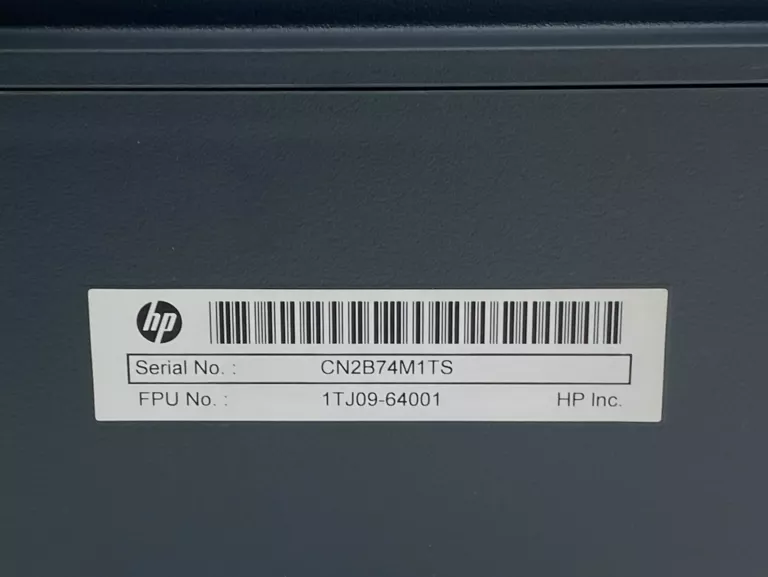 hp
Serial No. : CN2B74M1TS
FPU No. : 1TJ09-64001 HP Inc.